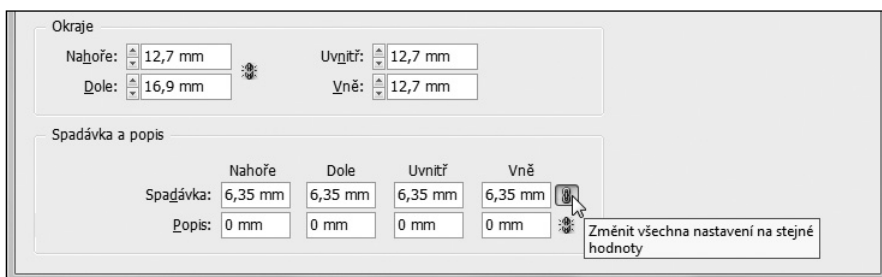 Okraje
Nahoře: 12,7 mm Uvnitř: 12,7 mm
Dole: 16,9 mm Vně: 12,7 mm
Spadávka a popis
Nahoře Dole Uvnitř Vně
Spadávka: 6,35 mm 6,35 mm 6,35 mm 6,35 mm
Popis: 0 mm 0 mm 0 mm 0 mm
Změnit všechna nastavení na stejné
hodnoty